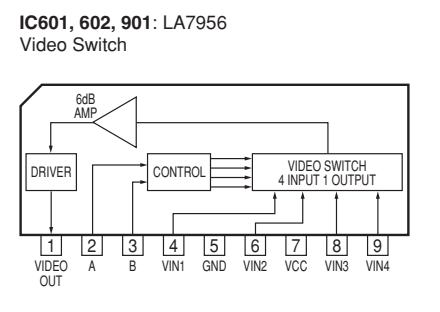 IC601, 602, 901: LA7956
Video Switch
6dB
AMP
DRIVER
CONTROL
VIDEO SWITCH
4 INPUT 1 OUTPUT
1 2 3 4 5 6 7 8 9
VIDEO A B VIN1 GND VIN2 VCC VIN3 VIN4
OUT